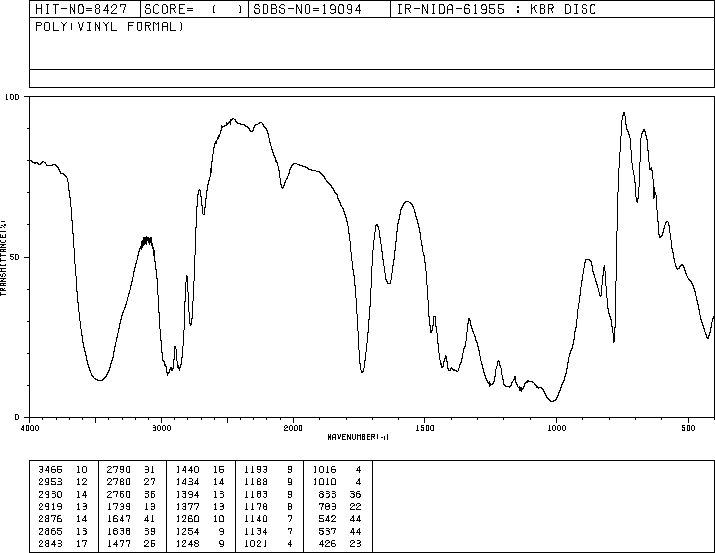 HIT-NO=8427 SCORE= ( ) SDBS-NO=19094 IR-NIDA-61955 : KBR DISC
POLY(VINYL FORMAL)
100
50
0
TRANSMITTANCE(%)
4000 3000 2000 1500 1000 500
WAVENUMBER(-1)
3466 10 2790 31 1440 16 1193 9 1016 4
2953 12 2780 27 1434 14 1188 9 1010 4
2930 14 2760 36 1394 13 1183 9 833 36
2919 13 1739 13 1377 13 1178 8 783 22
2876 14 1647 41 1260 10 1140 7 542 44
2865 13 1638 39 1254 9 1134 7 537 44
2843 17 1477 26 1248 9 1021 4 426 23